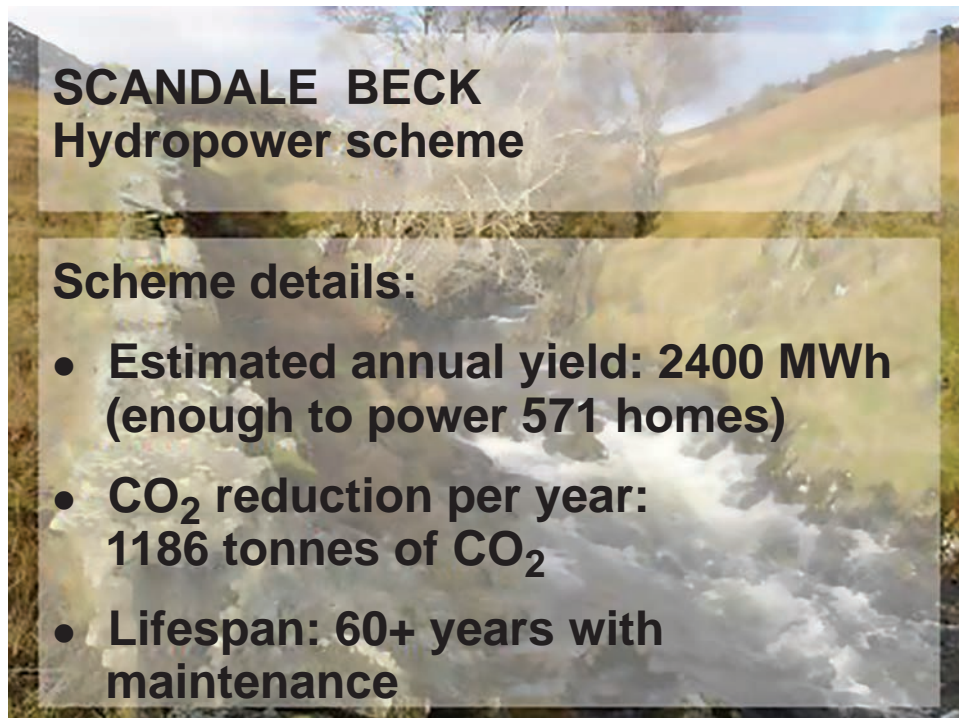 SCANDALE BECK
Hydropower scheme
Scheme details:
● Estimated annual yield: 2400 MWh
(enough to power 571 homes)
● CO₂ reduction per year:
1186 tonnes of CO₂
● Lifespan: 60+ years with
maintenance